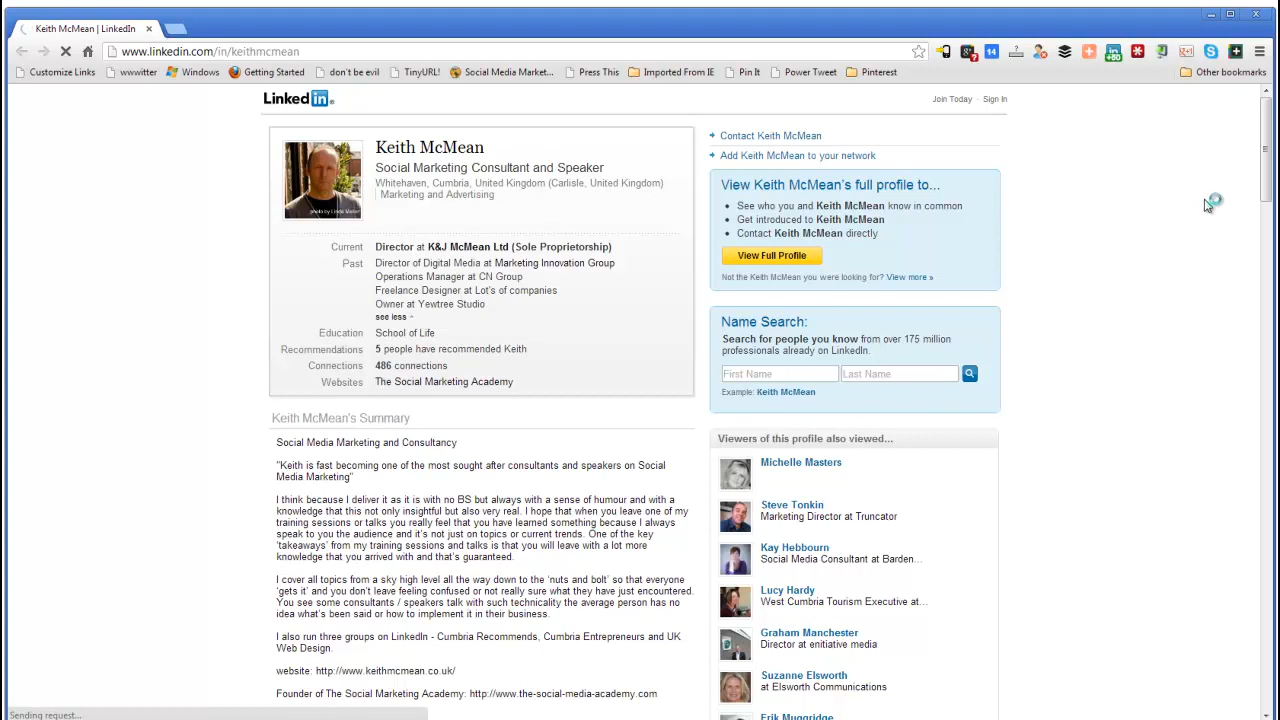 Keith McMean | LinkedIn
www.linkedin.com/in/keithmcmean
Customize Links
wwwitter
Windows
Getting Started
don't be evil
TinyURL!
Social Media Market...
Press This
Imported From IE
Pin It
Power Tweet
Pinterest
Other bookmarks
14
+50
?
Linked in®
Join Today · Sign In
Keith McMean
Social Marketing Consultant and Speaker
Whitehaven, Cumbria, United Kingdom (Carlisle, United Kingdom)
Marketing and Advertising
photo by Linda
Current Director at K&J McMean Ltd (Sole Proprietorship)
Past Director of Digital Media at Marketing Innovation Group
Operations Manager at CN Group
Freelance Designer at Lot's of companies
Owner at Yewtree Studio
see less
Education School of Life
Recommendations 5 people have recommended Keith
Connections 486 connections
Websites The Social Marketing Academy
Keith McMean's Summary
Social Media Marketing and Consultancy
"Keith is fast becoming one of the most sought after consultants and speakers on Social
Media Marketing"
I think because I deliver it as it is with no BS but always with a sense of humour and with a
knowledge that this not only insightful but also very real. I hope that when you leave one of my
training sessions or talks you really feel that you have learned something because I always
speak to you the audience and it's not just on topics or current trends. One of the key
'takeaways' from my training sessions and talks is that you will leave with a lot more
knowledge that you arrived with and that's guaranteed.
I cover all topics from a sky high level all the way down to the 'nuts and bolt' so that everyone
'gets it' and you don't leave feeling confused or not really sure what they have just encountered.
You see some consultants / speakers talk with such technicality the average person has no
idea what's been said or how to implement it in their business.
I also run three groups on LinkedIn - Cumbria Recommends, Cumbria Entrepreneurs and UK
Web Design.
website: http://www.keithmcmean.co.uk/
Founder of The Social Marketing Academy: http://www.the-social-media-academy.com
Contact Keith McMean
Add Keith McMean to your network
View Keith McMean's full profile to...
• See who you and Keith McMean know in common
• Get introduced to Keith McMean
• Contact Keith McMean directly
View Full Profile
Not the Keith McMean you were looking for? View more »
Name Search:
Search for people you know from over 175 million
professionals already on LinkedIn.
First Name
Last Name
Example: Keith McMean
Viewers of this profile also viewed...
Michelle Masters
Steve Tonkin
Marketing Director at Truncator
Kay Hebbourn
Social Media Consultant at Barden...
Lucy Hardy
West Cumbria Tourism Executive at...
Graham Manchester
Director at enitiative media
Suzanne Elsworth
at Elsworth Communications
Erik Muggridge
Sending request...